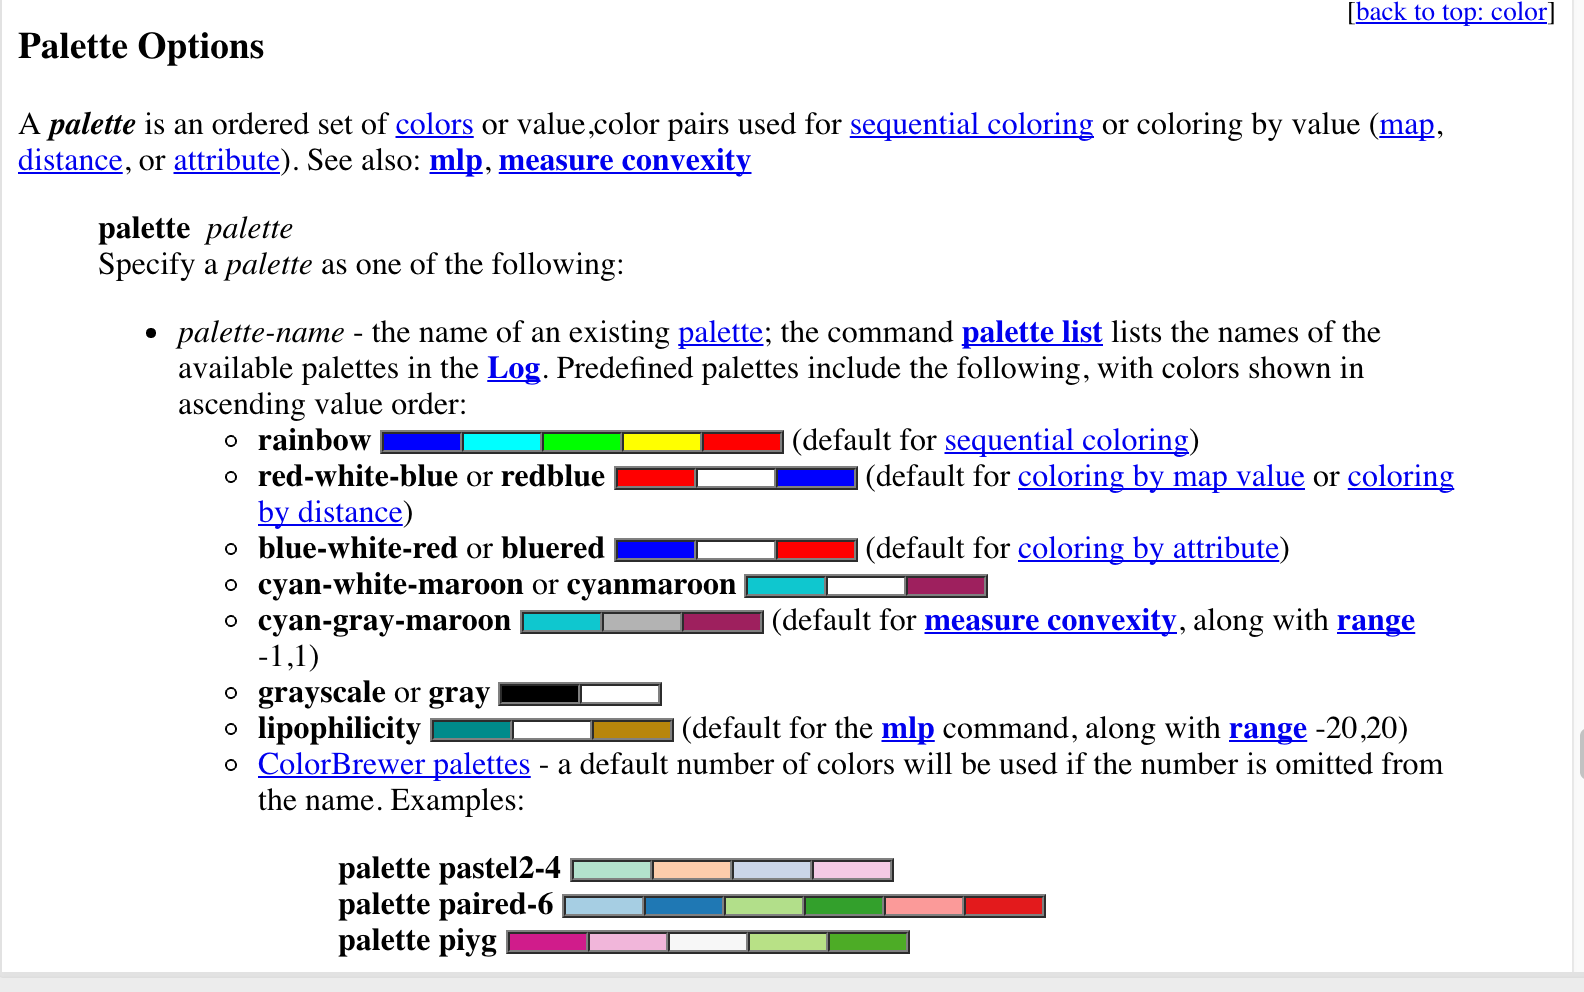 [back to top: color]
Palette Options
A palette is an ordered set of colors or value,color pairs used for sequential coloring or coloring by value (map,
distance, or attribute). See also: mlp, measure convexity
palette palette
Specify a palette as one of the following:
• palette-name - the name of an existing palette; the command palette list lists the names of the
available palettes in the Log. Predefined palettes include the following, with colors shown in
ascending value order:
◦ rainbow (default for sequential coloring)
◦ red-white-blue or redblue (default for coloring by map value or coloring
by distance)
◦ blue-white-red or bluered (default for coloring by attribute)
◦ cyan-white-maroon or cyanmaroon
◦ cyan-gray-maroon (default for measure convexity, along with range
-1,1)
◦ grayscale or gray
◦ lipophilicity (default for the mlp command, along with range -20,20)
◦ ColorBrewer palettes - a default number of colors will be used if the number is omitted from
the name. Examples:
palette pastel2-4
palette paired-6
palette piyg